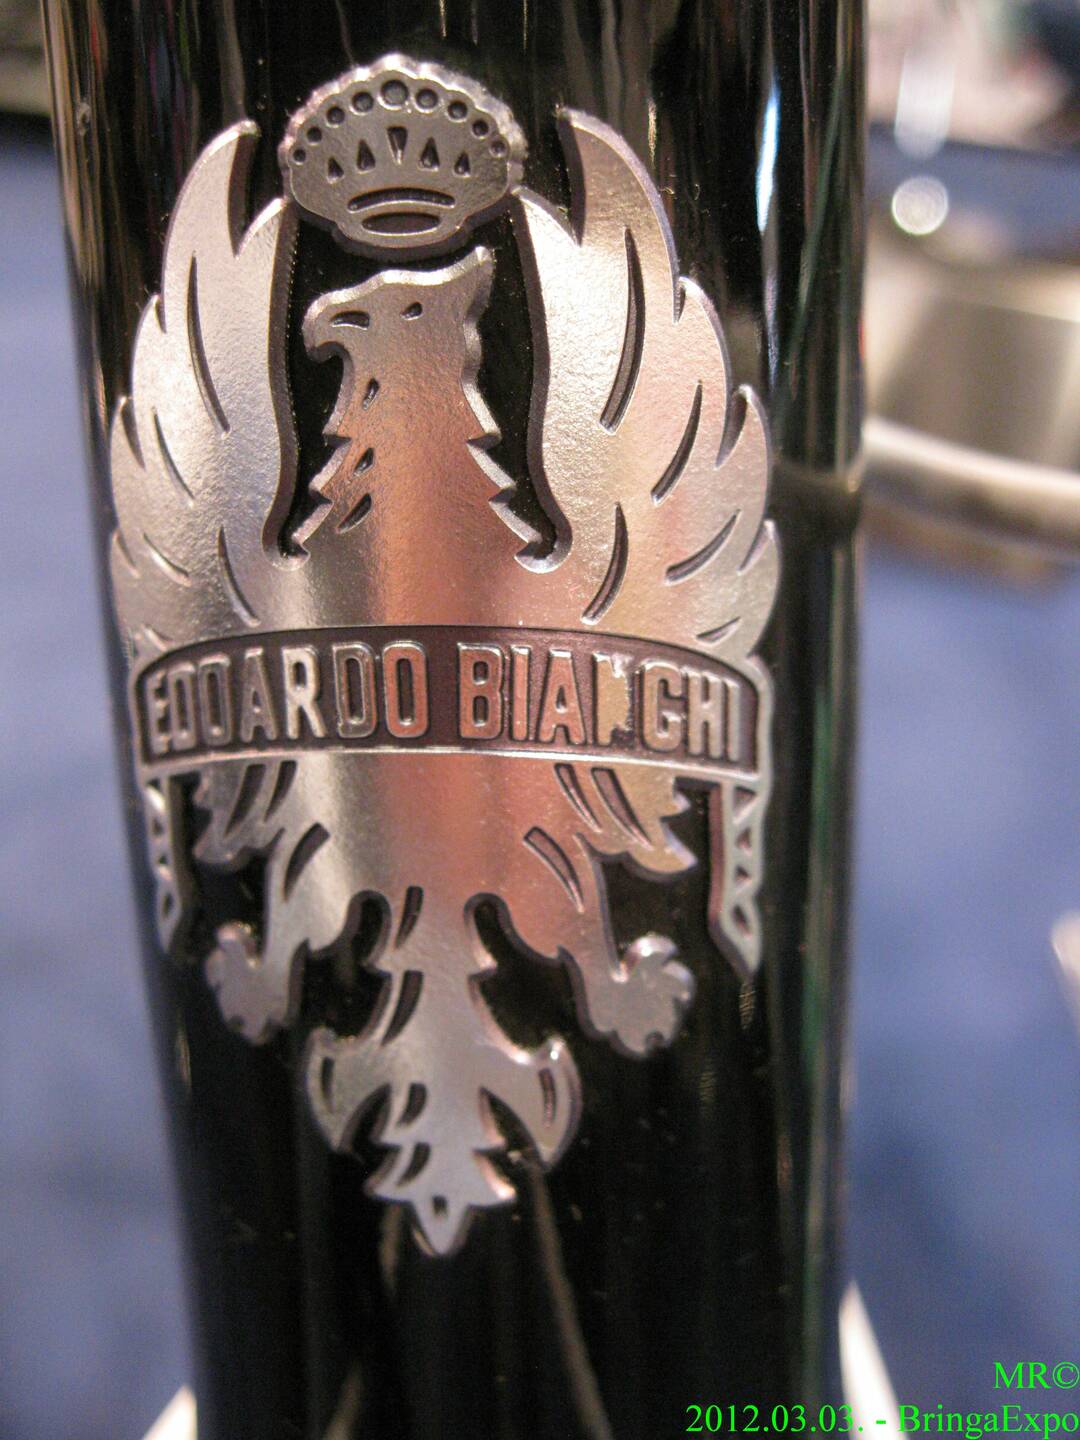 EDOARDO BIANCHI
MR©
2012.03.03. - BringaExpo